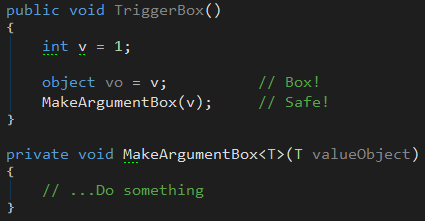 public void TriggerBox()
{
    int v = 1;

    object vo = v;            // Box!
    MakeArgumentBox(v);       // Safe!
}

private void MakeArgumentBox<T>(T valueObject)
{
    // ...Do something
}